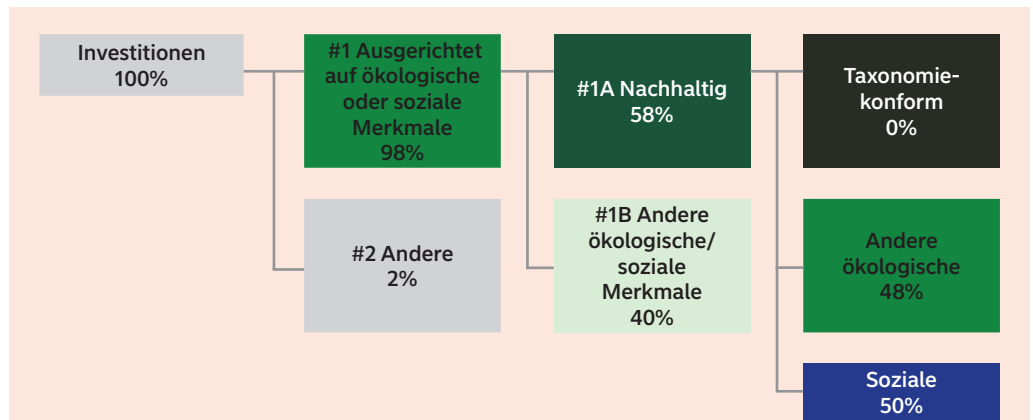 Investitionen
100%
#1 Ausgerichtet
auf ökologische
oder soziale
Merkmale
98%
#2 Andere
2%
#1A Nachhaltig
58%
#1B Andere
ökologische/
soziale
Merkmale
40%
Taxonomie-
konform
0%
Andere
ökologische
48%
Soziale
50%